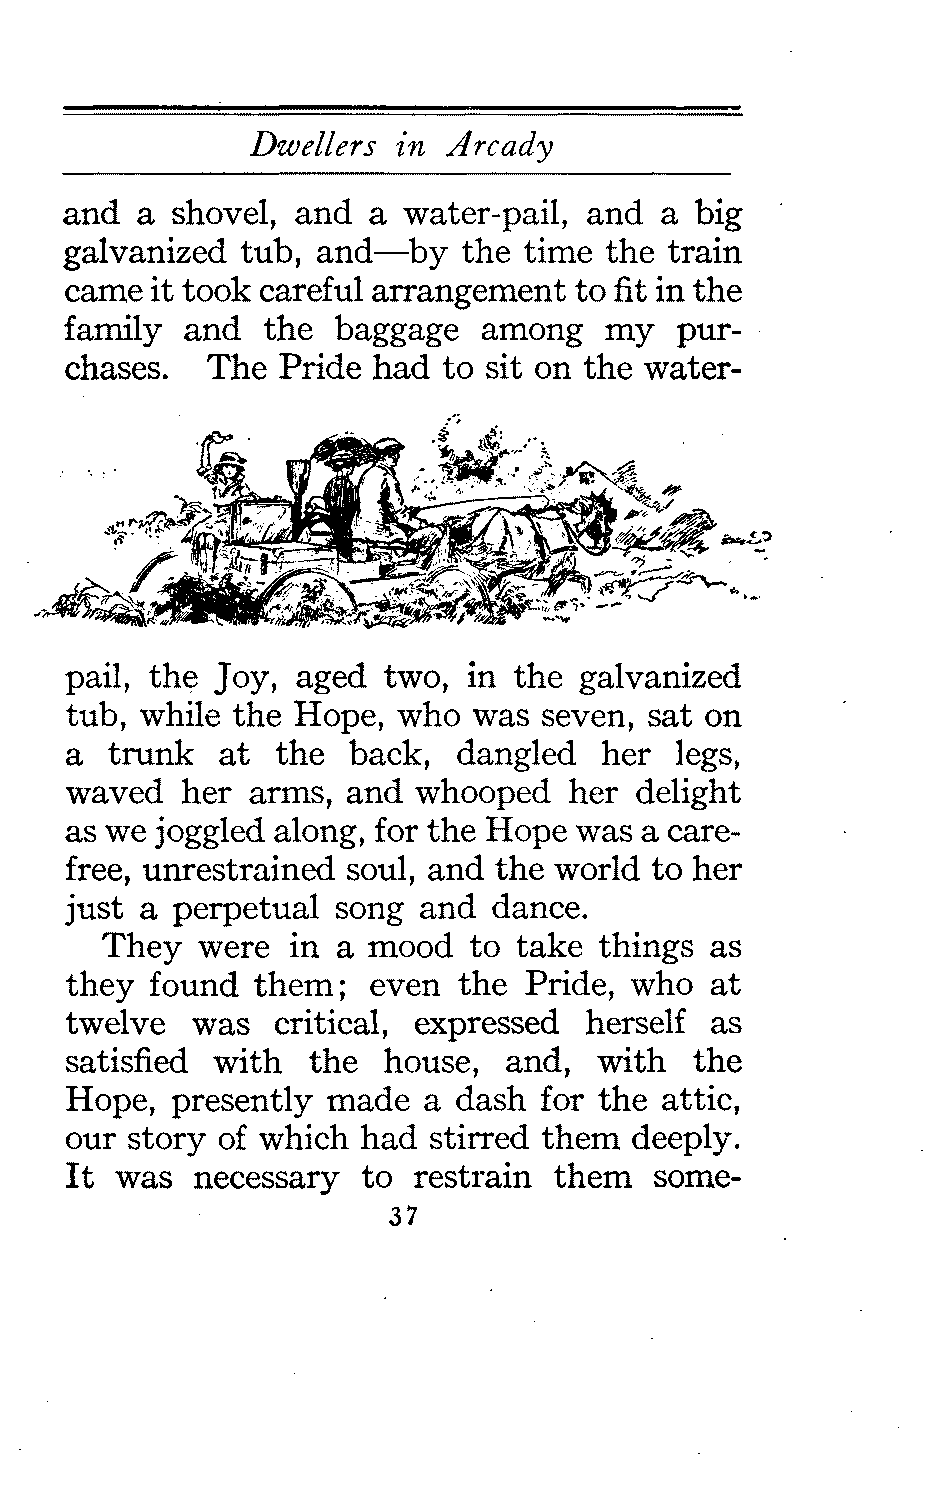 Dwellers in Arcady
and a shovel, and a water-pail, and a big
galvanized tub, and—by the time the train
came it took careful arrangement to fit in the
family and the baggage among my pur-
chases. The Pride had to sit on the water-
pail, the Joy, aged two, in the galvanized
tub, while the Hope, who was seven, sat on
a trunk at the back, dangled her legs,
waved her arms, and whooped her delight
as we joggled along, for the Hope was a care-
free, unrestrained soul, and the world to her
just a perpetual song and dance.
They were in a mood to take things as
they found them; even the Pride, who at
twelve was critical, expressed herself as
satisfied with the house, and, with the
Hope, presently made a dash for the attic,
our story of which had stirred them deeply.
It was necessary to restrain them some-
37